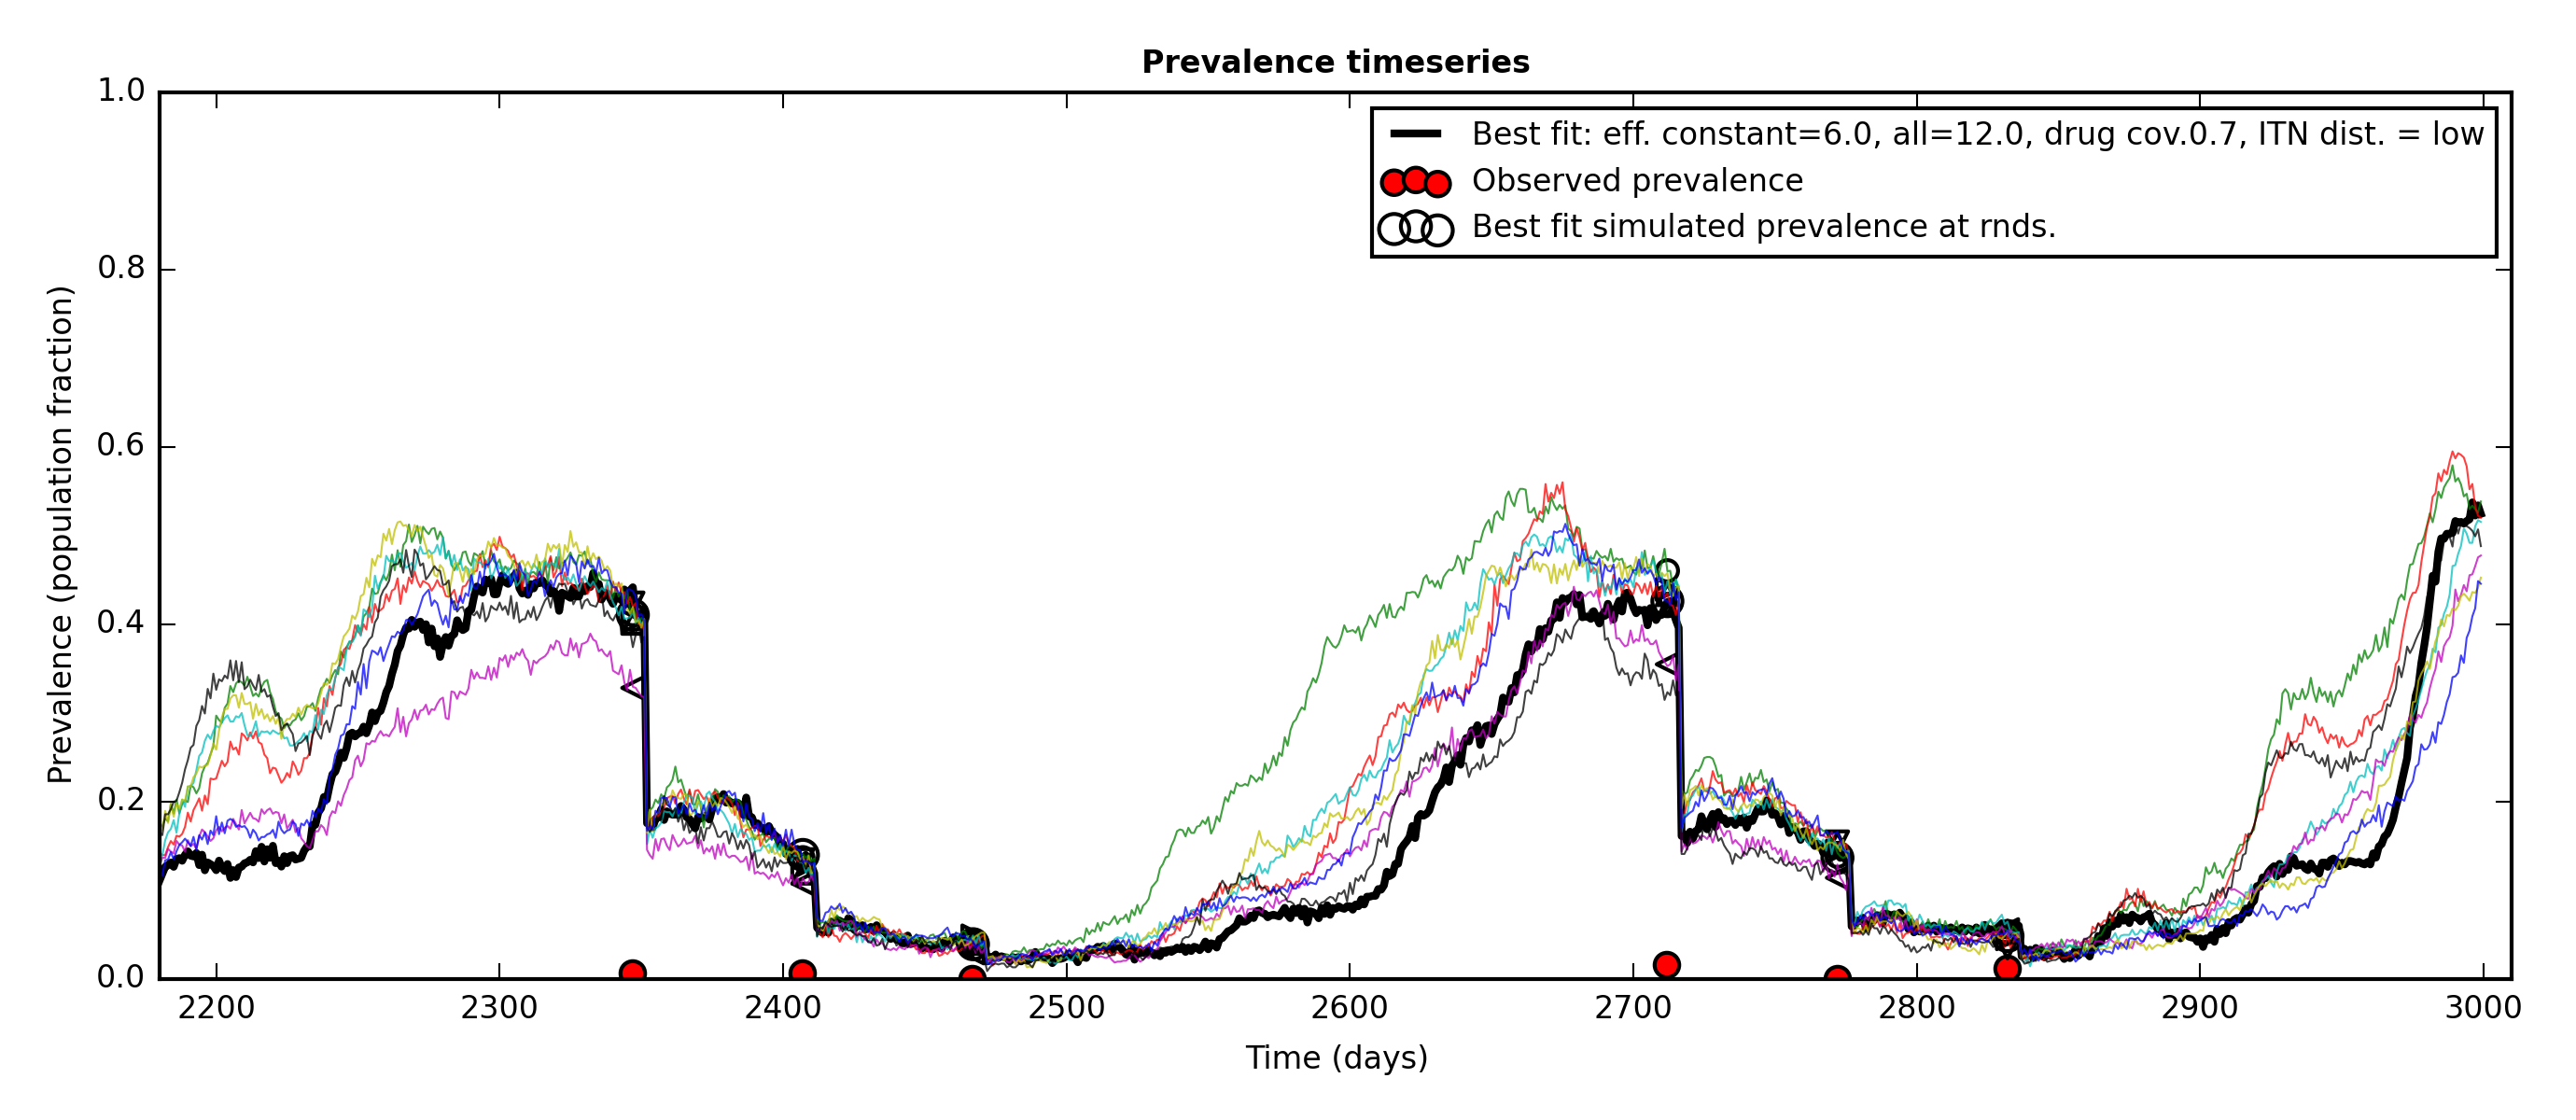 Prevalence timeseries
Best fit: eff. constant=6.0, all=12.0, drug cov.0.7, ITN dist. = low
Observed prevalence
Best fit simulated prevalence at rnds.
Prevalence (population fraction)
1.0
0.8
0.6
0.4
0.2
0.0
2200 2300 2400 2500 2600 2700 2800 2900 3000
Time (days)